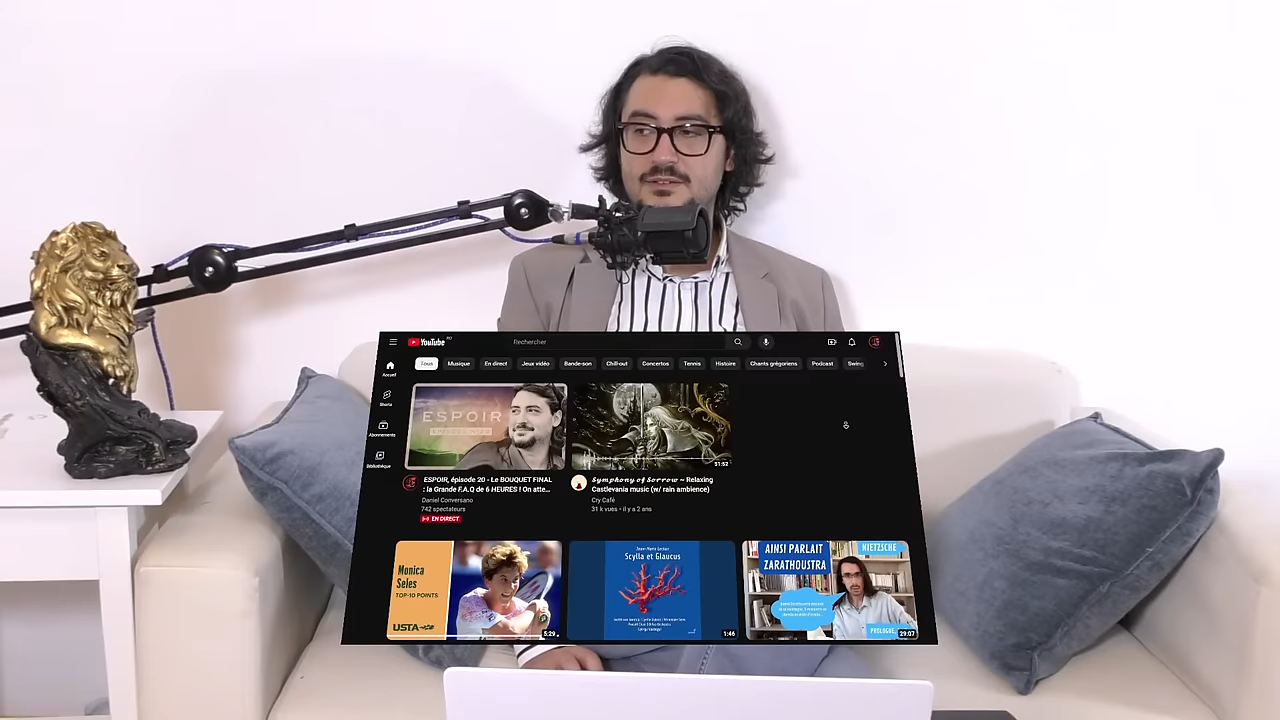 YouTube
RO
Rechercher
Tous
Musique
En direct
Jeux vidéo
Bande-son
Chill-out
Concertos
Tennis
Histoire
Chants grégoriens
Podcast
Swing
Accueil
Shorts
Abonnements
Bibliothèque
ESPOIR
51:52
ESPOIR, épisode 20 - Le BOUQUET FINAL
: la Grande F.A.Q de 6 HEURES ! On atte...
Daniel Conversano
742 spectateurs
EN DIRECT
Symphony of Sorrow ~ Relaxing
Castlevania music (w/ rain ambience)
Cry Café
31 k vues • il y a 2 ans
Monica
Seles
TOP-10 POINTS
USTA
5:29
Jean-Marie Leclair
Scylla et Glaucus
1:46
AINSI PARLAIT
ZARATHOUSTRA
NIETZSCHE
PROLOGUE
29:07